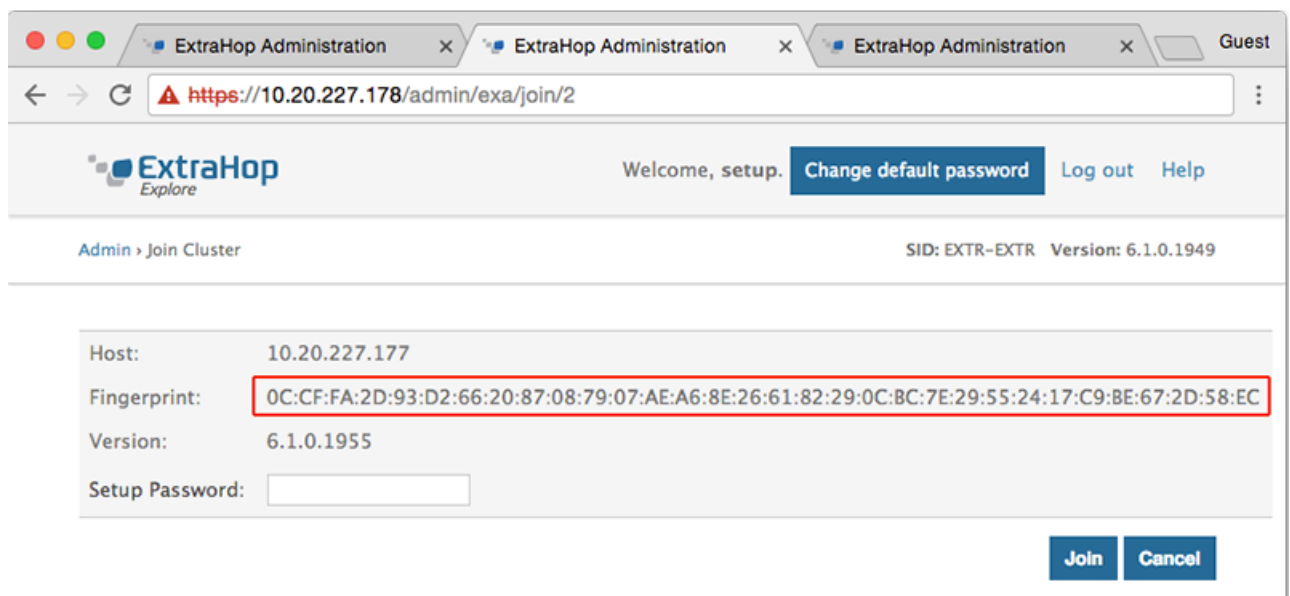 ExtraHop Administration × ExtraHop Administration × ExtraHop Administration × Guest
https://10.20.227.178/admin/exa/join/2
ExtraHop
Explore
Welcome, setup. Change default password Log out Help
Admin › Join Cluster SID: EXTR-EXTR Version: 6.1.0.1949
Host: 10.20.227.177
Fingerprint: 0C:CF:FA:2D:93:D2:66:20:87:08:79:07:AE:A6:8E:26:61:82:29:0C:BC:7E:29:55:24:17:C9:BE:67:2D:58:EC
Version: 6.1.0.1955
Setup Password:
Join Cancel